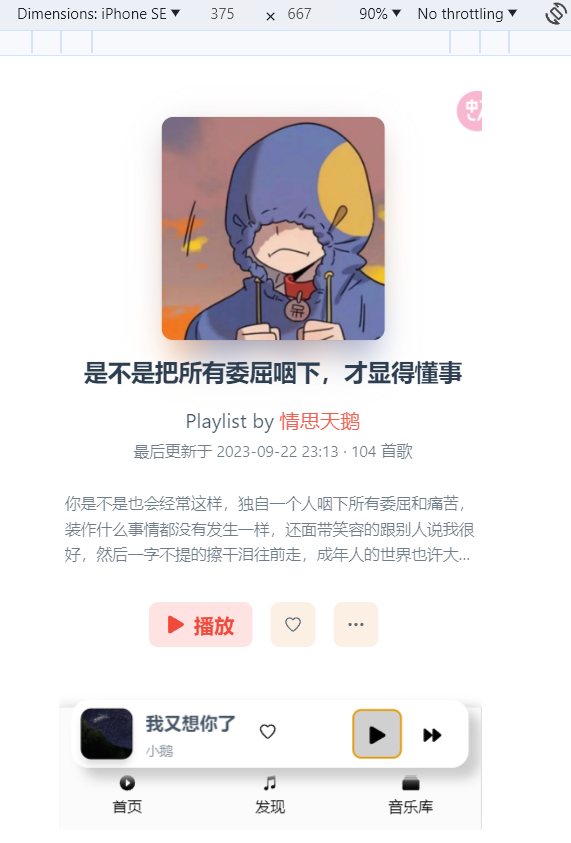 Dimensions: iPhone SE ▼ 375 × 667 90% ▼ No throttling ▼
中
是不是把所有委屈咽下，才显得懂事
Playlist by 情思天鹅
最后更新于 2023-09-22 23:13 · 104 首歌
你是不是也会经常这样，独自一个人咽下所有委屈和痛苦，
装作什么事情都没有发生一样，还面带笑容的跟别人说我很
好，然后一字不提的擦干泪往前走，成年人的世界也许大...
播放
我又想你了
小鹅
首页 发现 音乐库